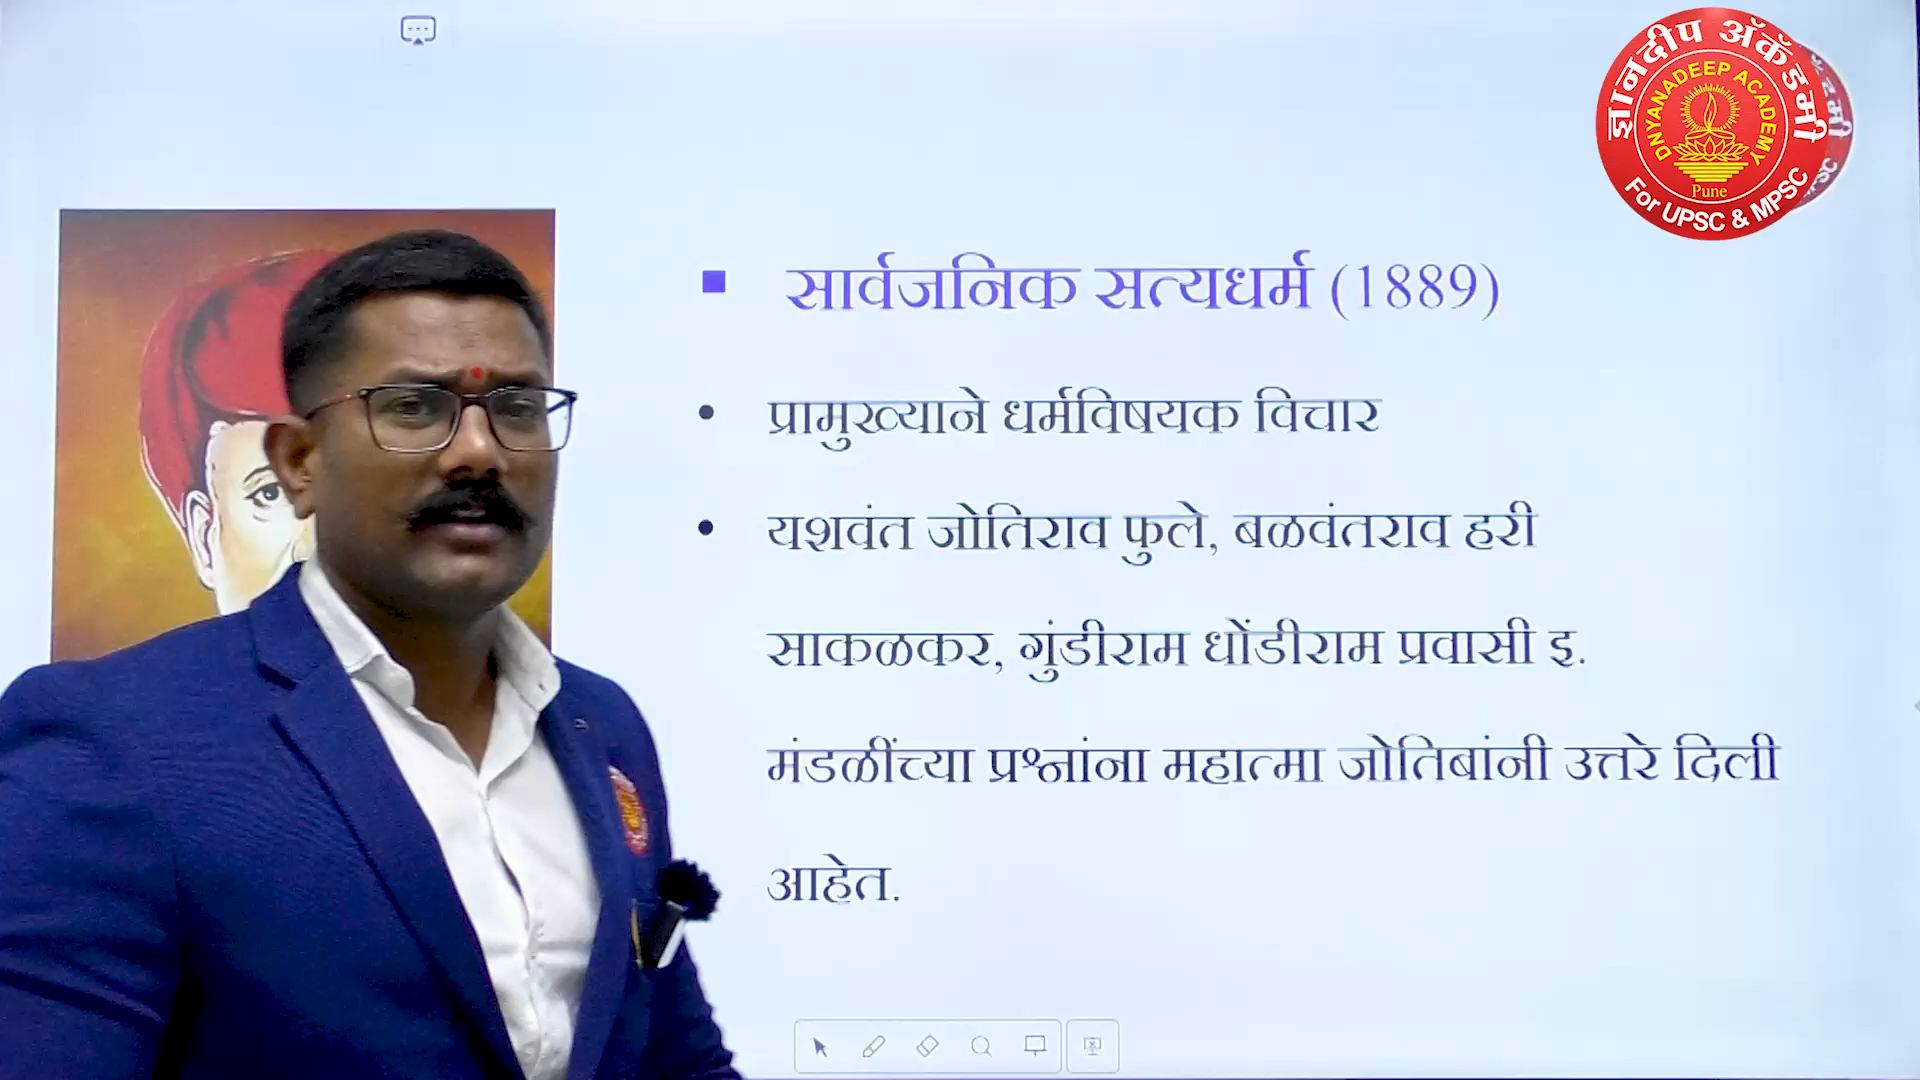 ज्ञानदीप ॲकॅडमी
DNYANADEEP ACADEMY
Pune
For UPSC & MPSC
सार्वजनिक सत्यधर्म (1889)
प्रामुख्याने धर्मविषयक विचार
यशवंत जोतिराव फुले, बळवंतराव हरी
साकळकर, गुंडीराम धोंडीराम प्रवासी इ.
मंडळींच्या प्रश्नांना महात्मा जोतिबांनी उत्तरे दिली
आहेत.